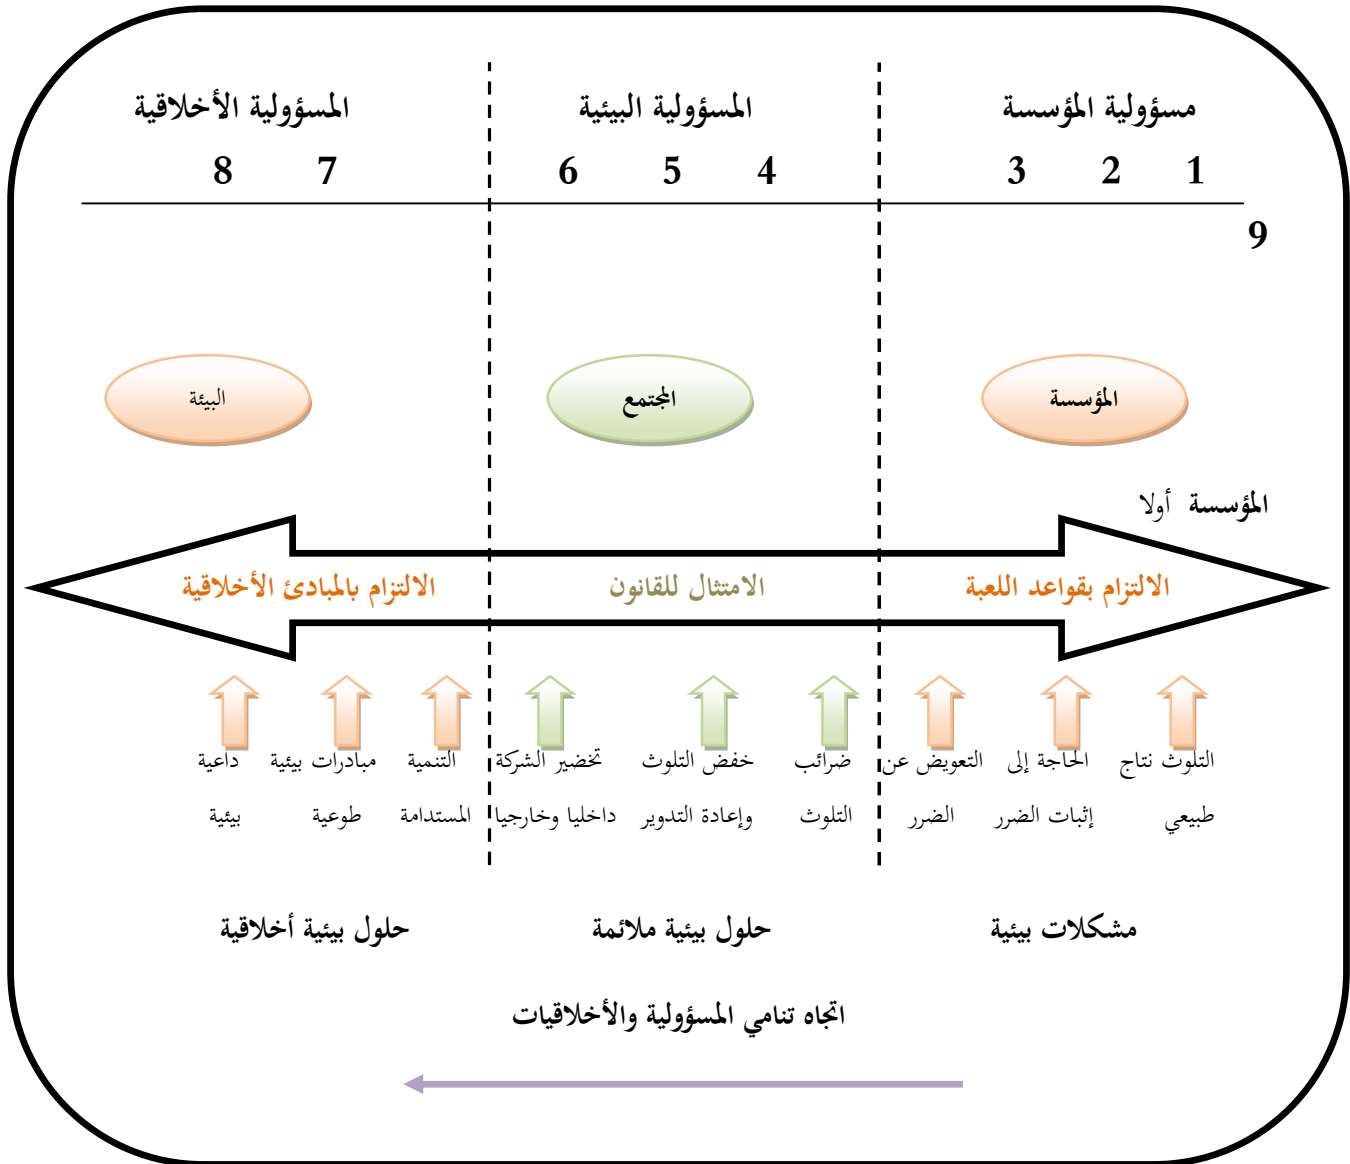 مسؤولية المؤسسة المسؤولية البيئية المسؤولية الأخلاقية
1 2 3 4 5 6 7 8
9
المؤسسة المجتمع البيئة
المؤسسة أولا
الالتزام بقواعد اللعبة الامتثال للقانون الالتزام بالمبادئ الأخلاقية
التلوث نتاج الحاجة إلى التعويض عن ضرائب خفض التلوث تخضير الشركة التنمية مبادرات بيئية داعية
طبيعي إثبات الضرر الضرر التلوث وإعادة التدوير داخليا وخارجيا المستدامة طوعية بيئية
مشكلات بيئية حلول بيئية ملائمة حلول بيئية أخلاقية
اتجاه تنامي المسؤولية والأخلاقيات